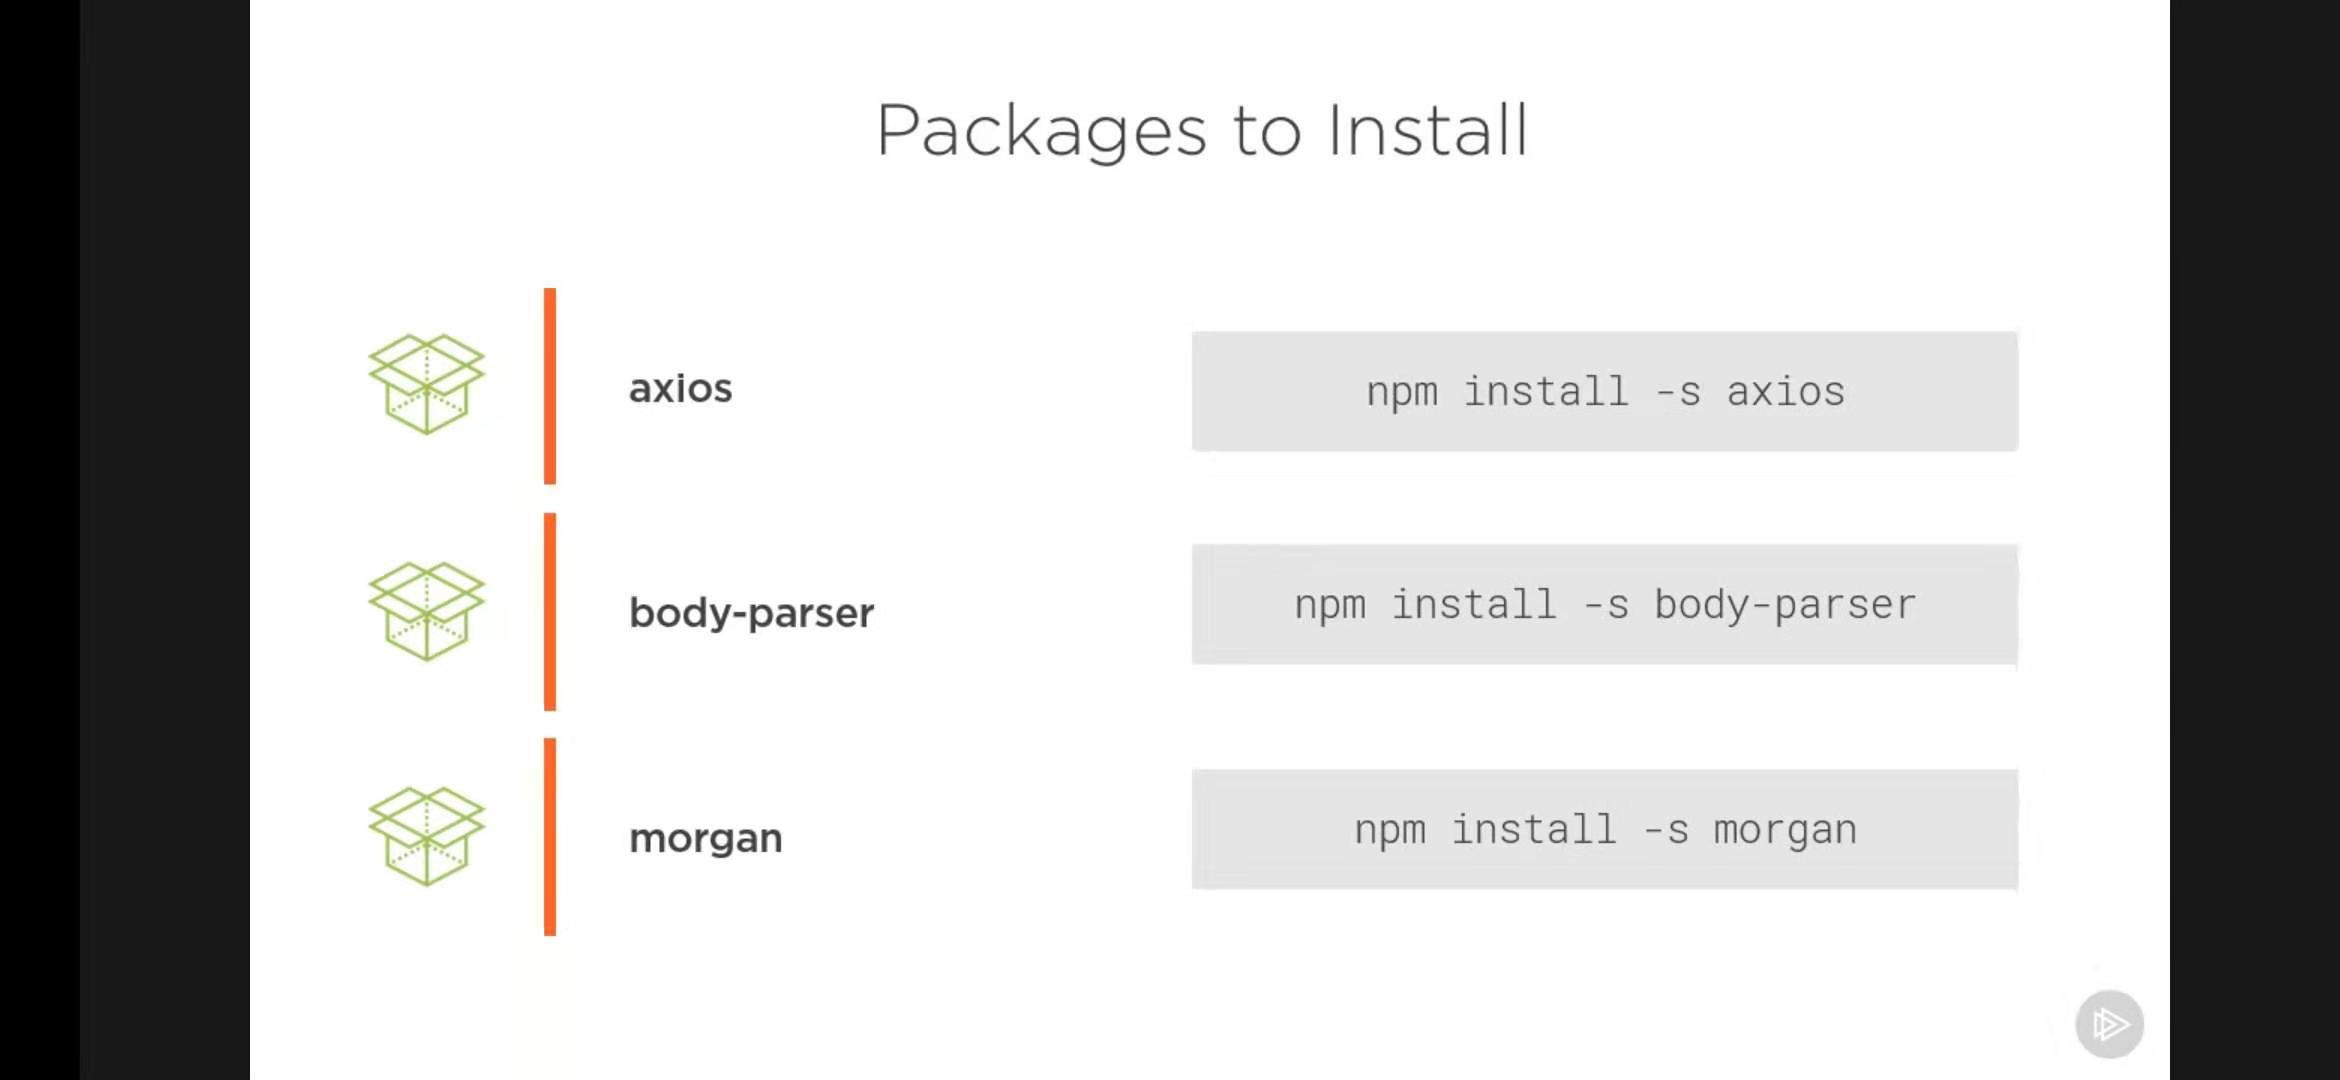 Packages to Install
axios
npm install -s axios
body-parser
npm install -s body-parser
morgan
npm install -s morgan